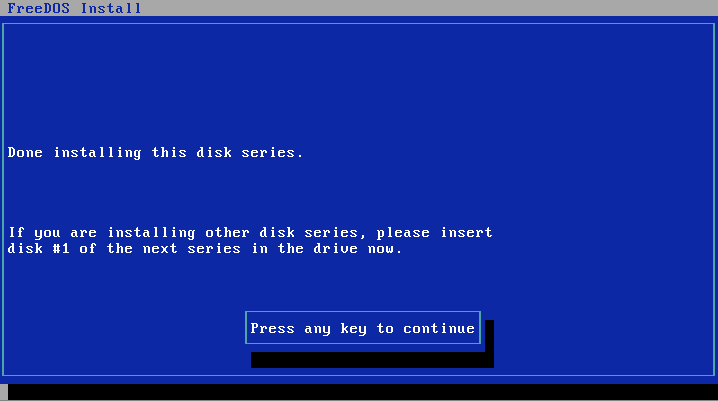 FreeDOS Install
Done installing this disk series.
If you are installing other disk series, please insert
disk #1 of the next series in the drive now.
Press any key to continue